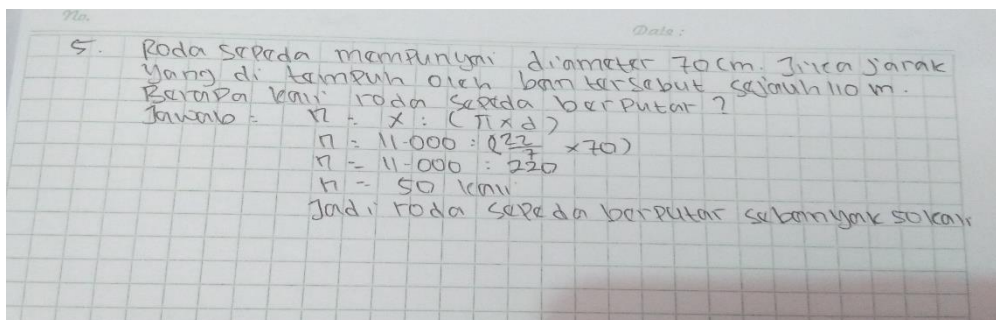 No.
Date:
5. Roda sepeda mempunyai diameter 70 cm. Jika jarak
yang di tempuh oleh ban tersebut sejauh 110 m.
Berapa kali roda sepeda berputar?
Jawab = n = x : (π x d)
n = 11.000 : (22/7 x 70)
n = 11.000 : 220
n = 50 kali
Jadi roda sepeda berputar sebanyak 50 kali